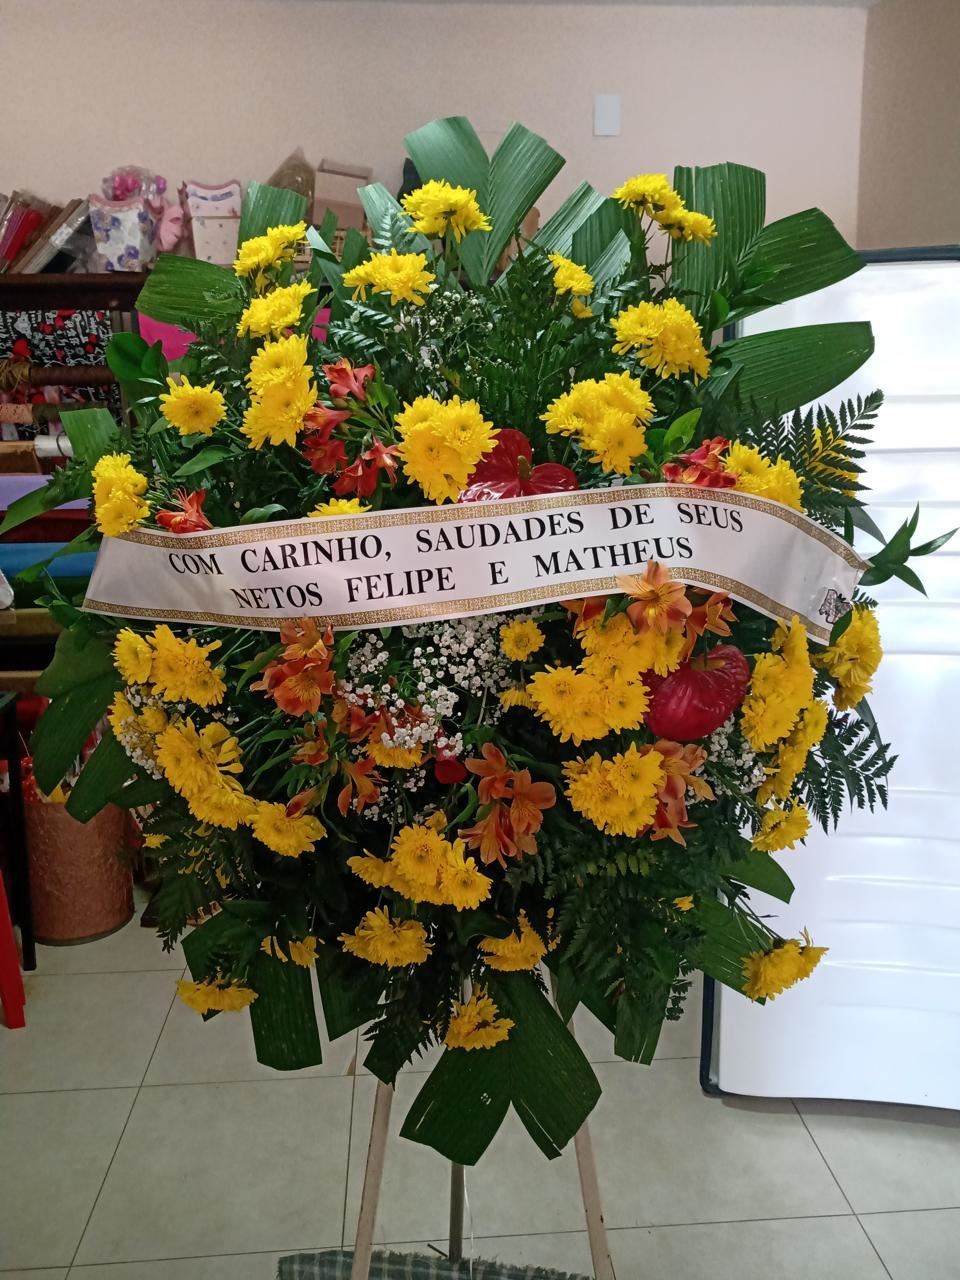 COM CARINHO, SAUDADES DE SEUS
NETOS FELIPE E MATHEUS